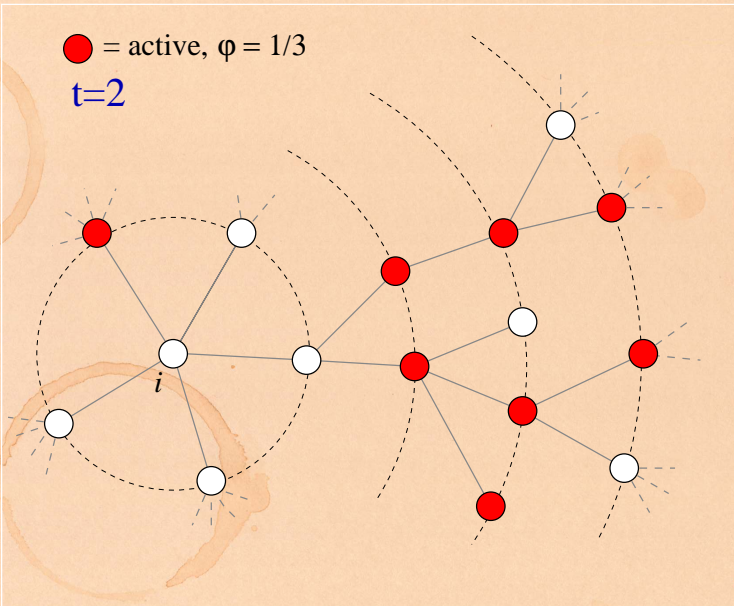 = active, φ = 1/3
t=2
i